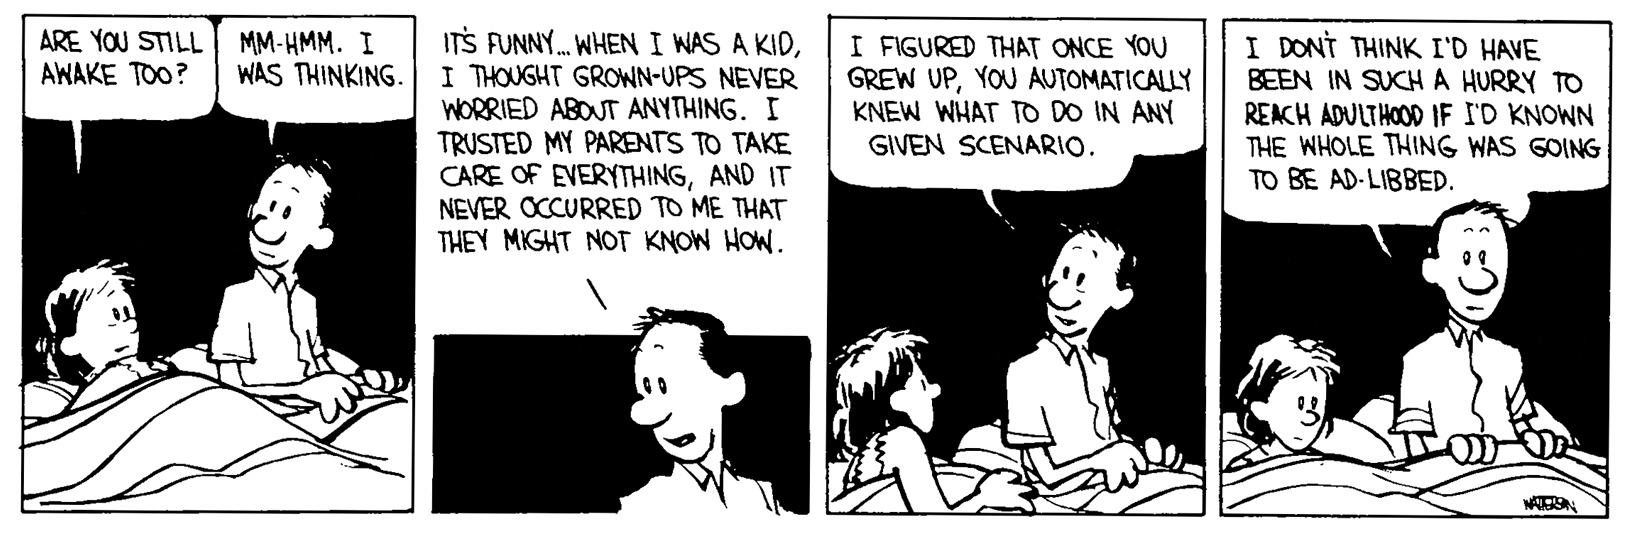 ARE YOU STILL
AWAKE TOO?
MM-HMM. I
WAS THINKING.
IT'S FUNNY... WHEN I WAS A KID,
I THOUGHT GROWN-UPS NEVER
WORRIED ABOUT ANYTHING. I
TRUSTED MY PARENTS TO TAKE
CARE OF EVERYTHING, AND IT
NEVER OCCURRED TO ME THAT
THEY MIGHT NOT KNOW HOW.
I FIGURED THAT ONCE YOU
GREW UP, YOU AUTOMATICALLY
KNEW WHAT TO DO IN ANY
GIVEN SCENARIO.
I DON'T THINK I'D HAVE
BEEN IN SUCH A HURRY TO
REACH ADULTHOOD IF I'D KNOWN
THE WHOLE THING WAS GOING
TO BE AD-LIBBED.
WATTERSON